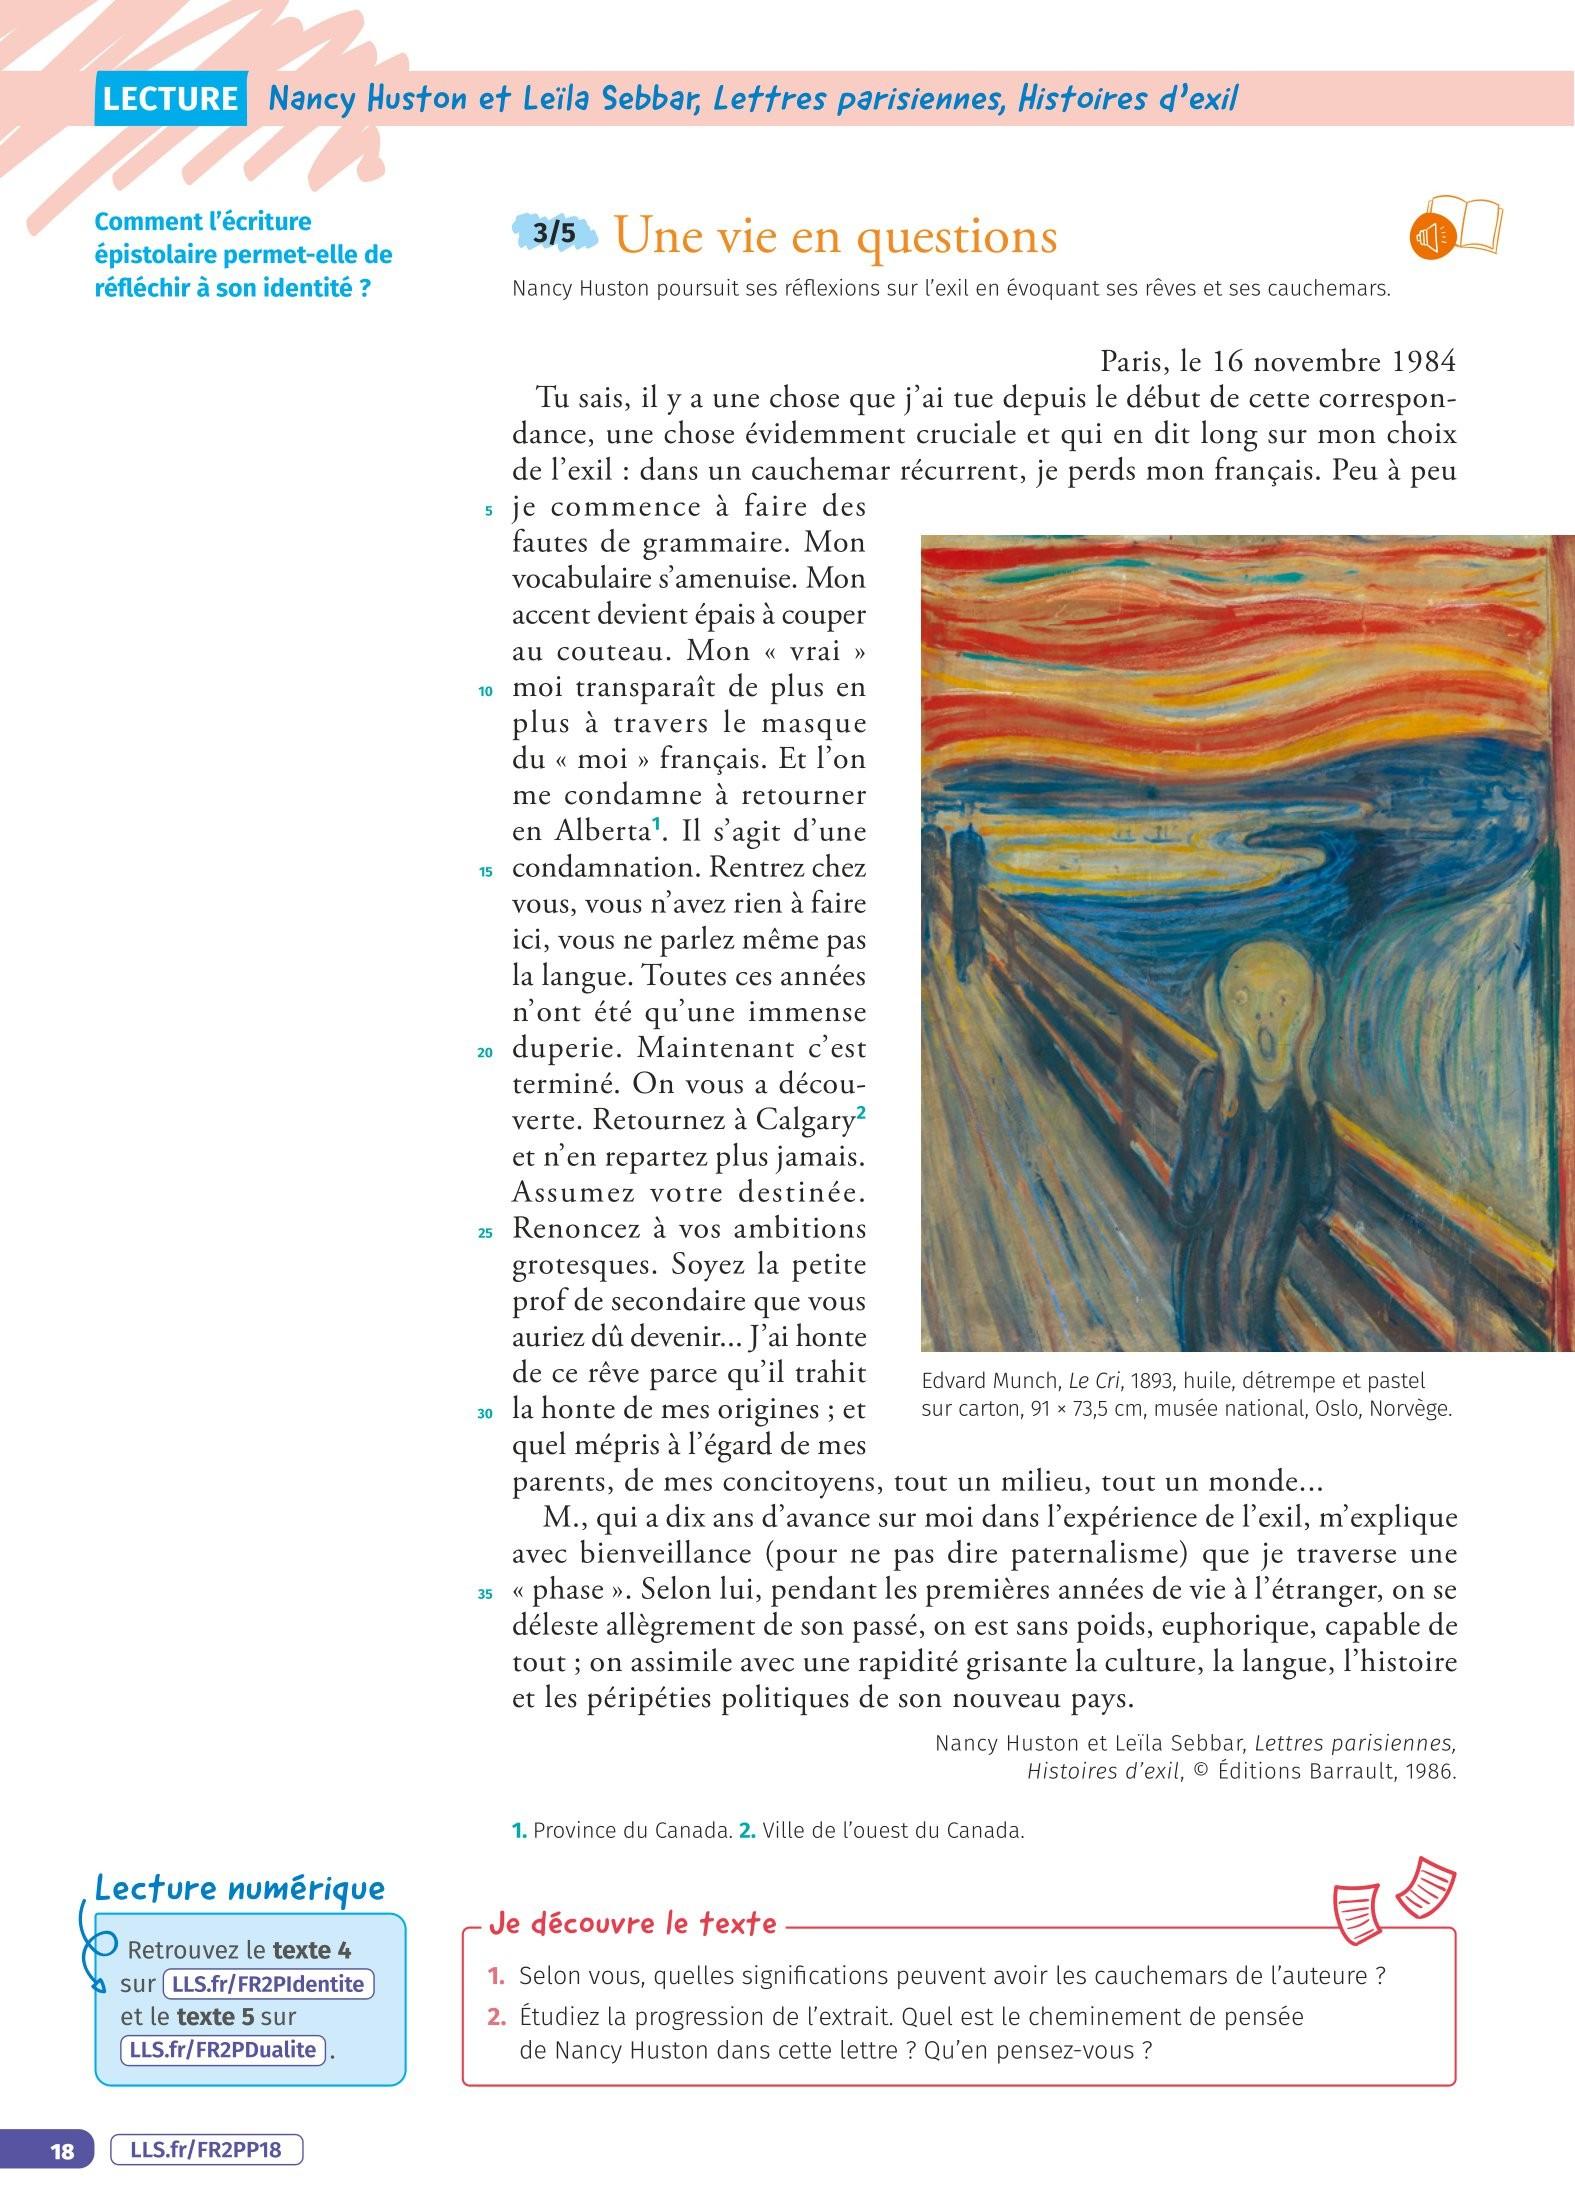 LECTURE Nancy Huston et Leïla Sebbar, Lettres parisiennes, Histoires d'exil
Comment l'écriture
épistolaire permet-elle de
réfléchir à son identité ?
3/5 Une vie en questions
Nancy Huston poursuit ses réflexions sur l'exil en évoquant ses rêves et ses cauchemars.
Paris, le 16 novembre 1984
Tu sais, il y a une chose que j'ai tue depuis le début de cette correspon-
dance, une chose évidemment cruciale et qui en dit long sur mon choix
de l'exil : dans un cauchemar récurrent, je perds mon français. Peu à peu
5 je commence à faire des
fautes de grammaire. Mon
vocabulaire s'amenuise. Mon
accent devient épais à couper
au couteau. Mon « vrai »
10 moi transparaît de plus en
plus à travers le masque
du « moi » français. Et l'on
me condamne à retourner
en Alberta1. Il s'agit d'une
15 condamnation. Rentrez chez
vous, vous n'avez rien à faire
ici, vous ne parlez même pas
la langue. Toutes ces années
n'ont été qu'une immense
20 duperie. Maintenant c'est
terminé. On vous a décou-
verte. Retournez à Calgary2
et n'en repartez plus jamais.
Assumez votre destinée.
25 Renoncez à vos ambitions
grotesques. Soyez la petite
prof de secondaire que vous
auriez dû devenir... J'ai honte
de ce rêve parce qu'il trahit
30 la honte de mes origines ; et
quel mépris à l'égard de mes
parents, de mes concitoyens, tout un milieu, tout un monde...
M., qui a dix ans d'avance sur moi dans l'expérience de l'exil, m'explique
avec bienveillance (pour ne pas dire paternalisme) que je traverse une
35 « phase ». Selon lui, pendant les premières années de vie à l'étranger, on se
déleste allègrement de son passé, on est sans poids, euphorique, capable de
tout ; on assimile avec une rapidité grisante la culture, la langue, l'histoire
et les péripéties politiques de son nouveau pays.
Edvard Munch, Le Cri, 1893, huile, détrempe et pastel
sur carton, 91 × 73,5 cm, musée national, Oslo, Norvège.
Nancy Huston et Leïla Sebbar, Lettres parisiennes,
Histoires d'exil, © Éditions Barrault, 1986.
1. Province du Canada. 2. Ville de l'ouest du Canada.
Lecture numérique
Retrouvez le texte 4
sur LLS.fr/FR2PIdentite
et le texte 5 sur
LLS.fr/FR2PDualite .
Je découvre le texte
1. Selon vous, quelles significations peuvent avoir les cauchemars de l'auteure ?
2. Étudiez la progression de l'extrait. Quel est le cheminement de pensée
de Nancy Huston dans cette lettre ? Qu'en pensez-vous ?
18 LLS.fr/FR2PP18